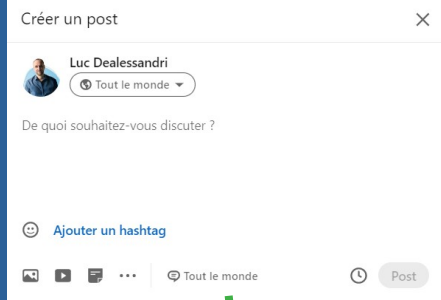 Créer un post
Luc Dealessandri
Tout le monde
De quoi souhaitez-vous discuter ?
Ajouter un hashtag
Tout le monde
Post